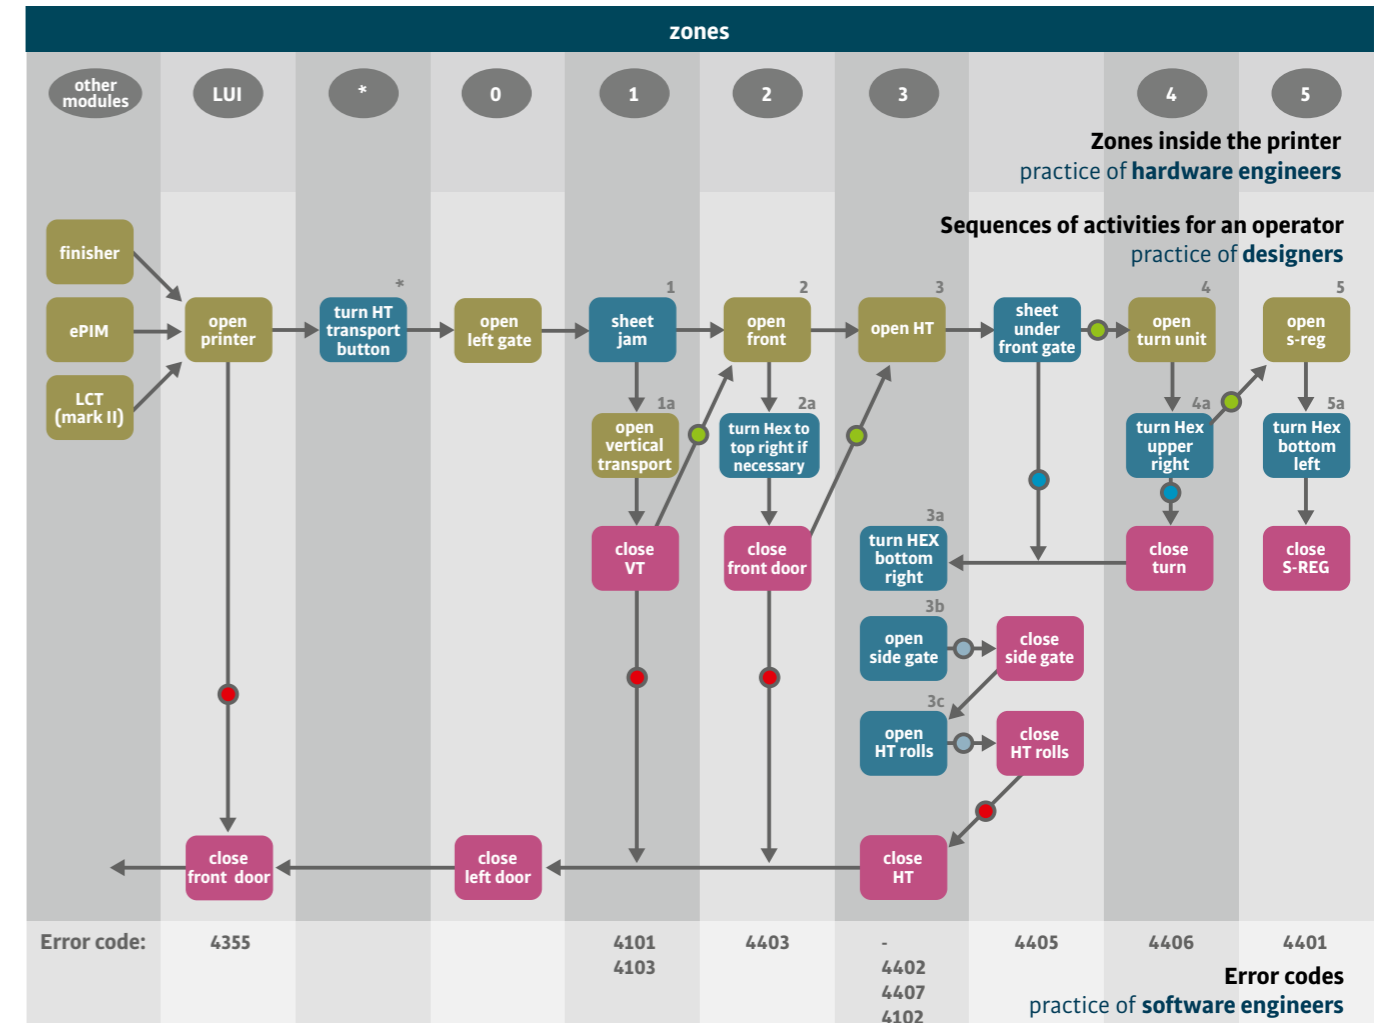 zones
other
modules
LUI
*
0
1
2
3
4
5
Zones inside the printer
practice of hardware engineers
Sequences of activities for an operator
practice of designers
finisher
ePIM
LCT
(mark II)
open
printer
*
turn HT
transport
button
open
left gate
1
sheet
jam
2
open
front
3
open HT
sheet
under
front gate
4
open
turn unit
5
open
s-reg
1a
open
vertical
transport
2a
turn Hex to
top right if
necessary
4a
turn Hex
upper
right
5a
turn Hex
bottom
left
close
VT
close
front door
3a
turn HEX
bottom
right
close
turn
close
S-REG
3b
open
side gate
close
side gate
3c
open
HT rolls
close
HT rolls
close
front door
close
left door
close
HT
Error code:
4355
4101
4103
4403
-
4402
4407
4102
4405
4406
4401
Error codes
practice of software engineers